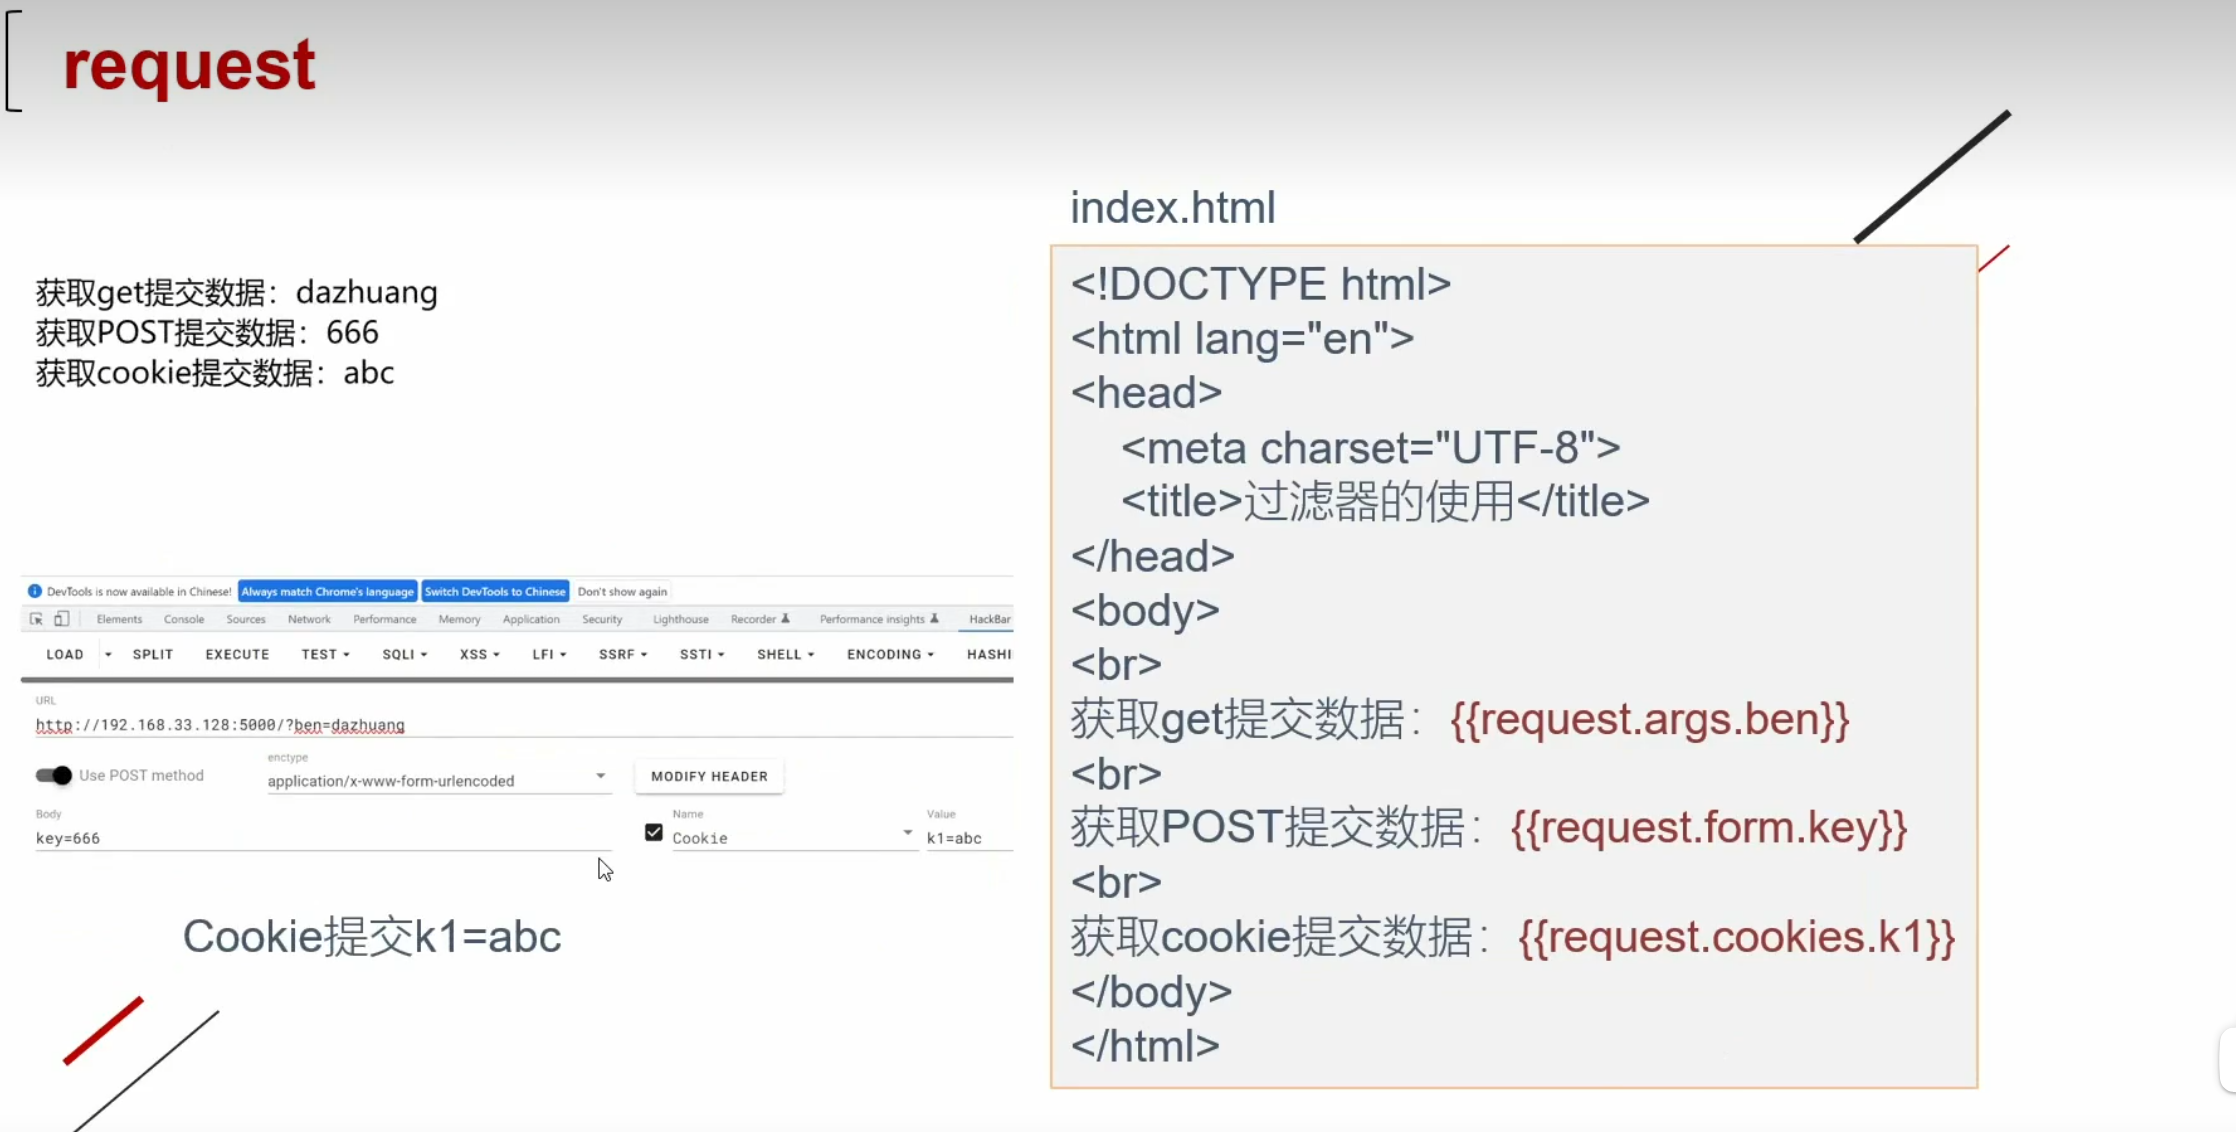 request
获取get提交数据：dazhuang
获取POST提交数据：666
获取cookie提交数据：abc
DevTools is now available in Chinese! Always match Chrome's language Switch DevTools to Chinese Don't show again
Elements Console Sources Network Performance Memory Application Security Lighthouse Recorder Performance insights HackBar
LOAD SPLIT EXECUTE TEST SQLI XSS LFI SSRF SSTI SHELL ENCODING HASHI
URL
http://192.168.33.128:5000/?ben=dazhuang
Use POST method
enctype
application/x-www-form-urlencoded
MODIFY HEADER
Body
key=666
Name
Cookie
Value
k1=abc
Cookie提交k1=abc
index.html
<!DOCTYPE html>
<html lang="en">
<head>
<meta charset="UTF-8">
<title>过滤器的使用</title>
</head>
<body>
<br>
获取get提交数据：{{request.args.ben}}
<br>
获取POST提交数据：{{request.form.key}}
<br>
获取cookie提交数据：{{request.cookies.k1}}
</body>
</html>